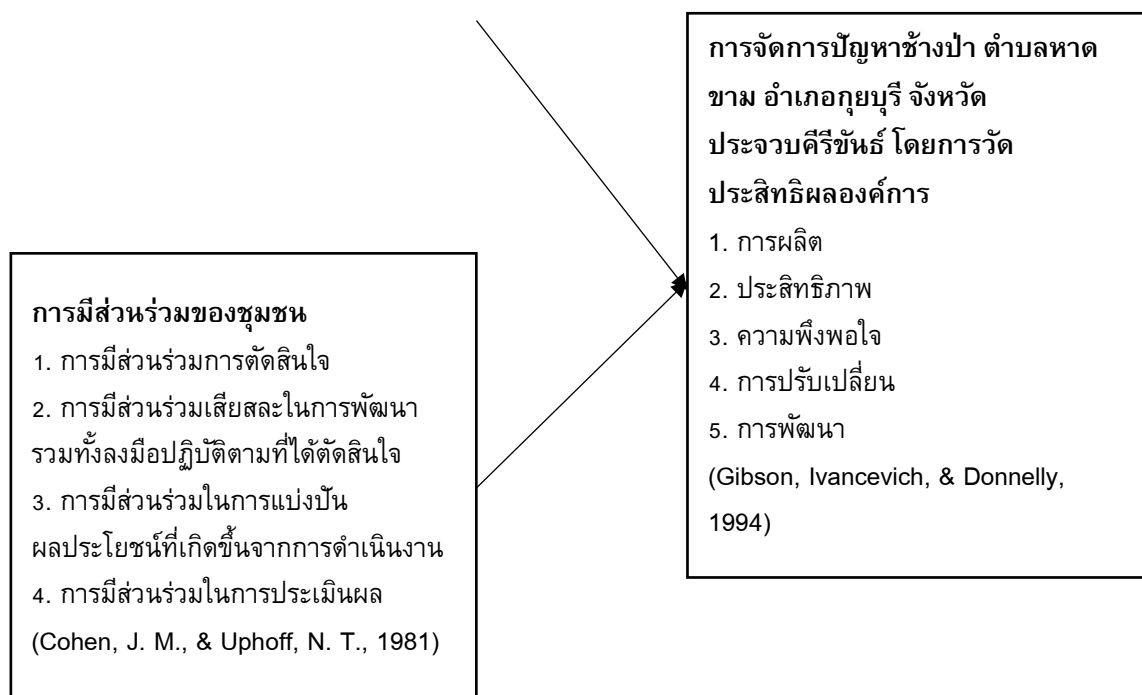 การจัดการปัญหาช้างป่า ตำบลหาด
ขาม อำเภอกุยบุรี จังหวัด
ประจวบคีรีขันธ์ โดยการวัด
ประสิทธิผลองค์การ
1. การผลิต
2. ประสิทธิภาพ
3. ความพึงพอใจ
4. การปรับเปลี่ยน
5. การพัฒนา
(Gibson, Ivancevich, & Donnelly,
1994)
การมีส่วนร่วมของชุมชน
1. การมีส่วนร่วมการตัดสินใจ
2. การมีส่วนร่วมเสียสละในการพัฒนา
รวมทั้งลงมือปฏิบัติตามที่ได้ตัดสินใจ
3. การมีส่วนร่วมในการแบ่งปัน
ผลประโยชน์ที่เกิดขึ้นจากการดำเนินงาน
4. การมีส่วนร่วมในการประเมินผล
(Cohen, J. M., & Uphoff, N. T., 1981)